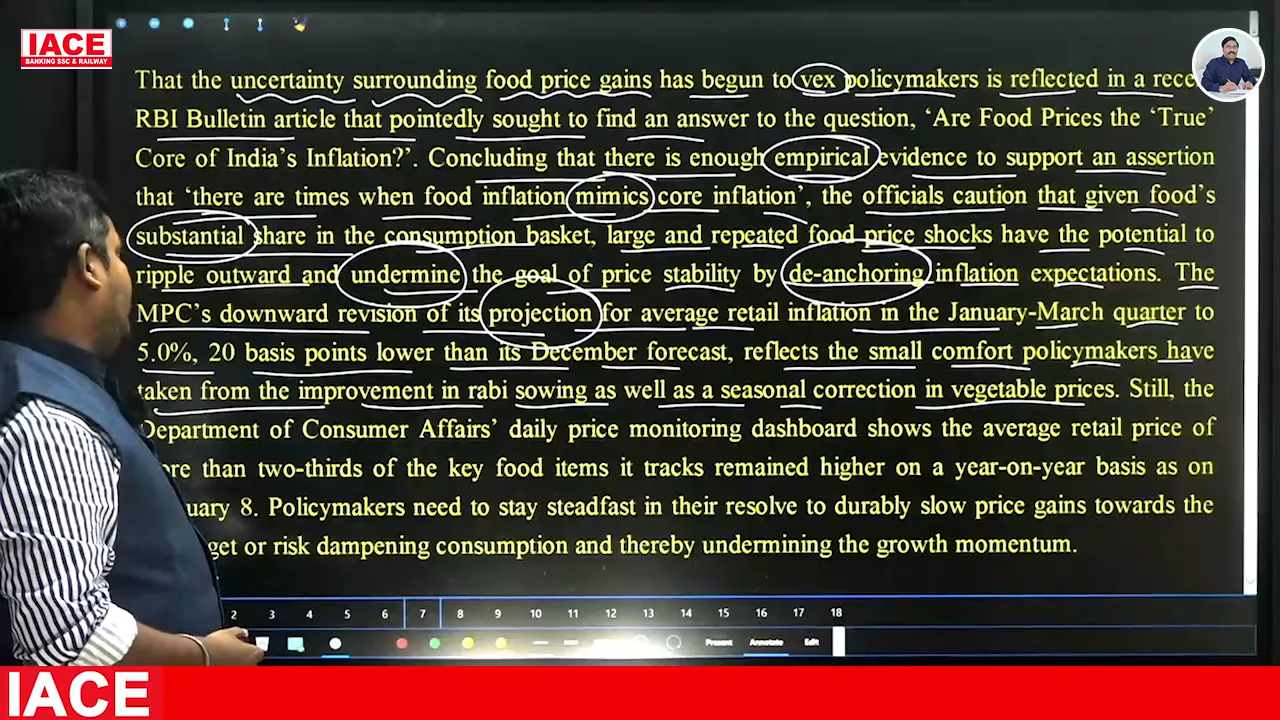 IACE
BANKING SSC & RAILWAY
That the uncertainty surrounding food price gains has begun to vex policymakers is reflected in a
RBI Bulletin article that pointedly sought to find an answer to the question, ‘Are Food Prices the ‘True’
Core of India’s Inflation?’. Concluding that there is enough empirical evidence to support an assertion
that ‘there are times when food inflation mimics core inflation’, the officials caution that given food’s
substantial share in the consumption basket, large and repeated food price shocks have the potential to
ripple outward and undermine the goal of price stability by de-anchoring inflation expectations. The
MPC’s downward revision of its projection for average retail inflation in the January-March quarter to
5.0%, 20 basis points lower than its December forecast, reflects the small comfort policymakers have
taken from the improvement in rabi sowing as well as a seasonal correction in vegetable prices. Still, the
Department of Consumer Affairs’ daily price monitoring dashboard shows the average retail price of
than two-thirds of the key food items it tracks remained higher on a year-on-year basis as on
8. Policymakers need to stay steadfast in their resolve to durably slow price gains towards the
or risk dampening consumption and thereby undermining the growth momentum.
2 3 4 5 6 7 8 9 10 11 12 13 14 15 16 17 18
Present Annotate Edit
IACE